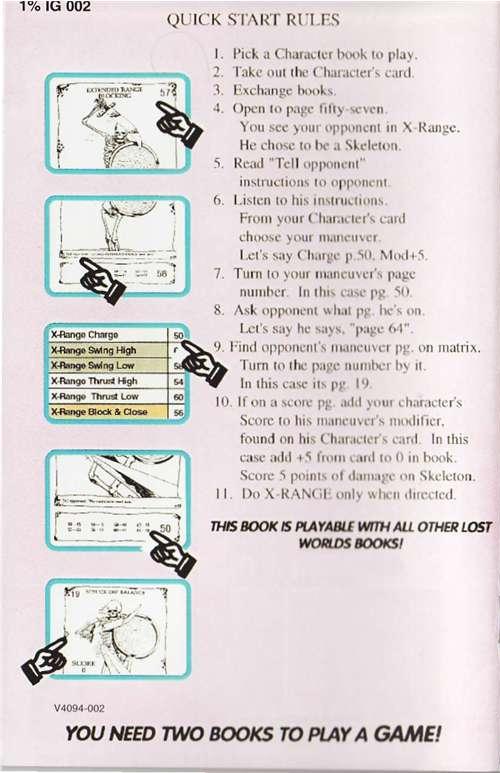 1% IG 002
QUICK START RULES
1. Pick a Character book to play.
2. Take out the Character's card.
3. Exchange books.
4. Open to page fifty-seven.
You see your opponent in X-Range.
He chose to be a Skeleton.
5. Read "Tell opponent"
instructions to opponent.
6. Listen to his instructions.
From your Character's card
choose your maneuver.
Let's say Charge p.50, Mod+5.
7. Turn to your maneuver's page
number. In this case pg. 50.
8. Ask opponent what pg. he's on.
Let's say he says, "page 64".
9. Find opponent's maneuver pg. on matrix.
Turn to the page number by it.
In this case its pg. 19.
10. If on a score pg. add your character's
Score to his maneuver's modifier,
found on his Character's card. In this
case add +5 from card to 0 in book.
Score 5 points of damage on Skeleton.
11. Do X-RANGE only when directed.
THIS BOOK IS PLAYABLE WITH ALL OTHER LOST
WORLDS BOOKS!
EXTENDED RANGE
BLOCKING
57
56
X-Range Charge 50
X-Range Swing High
X-Range Swing Low 58
X-Range Thrust High 54
X-Range Thrust Low 60
X-Range Block & Close 56
50
19
SCORE
0
V4094-002
YOU NEED TWO BOOKS TO PLAY A GAME!